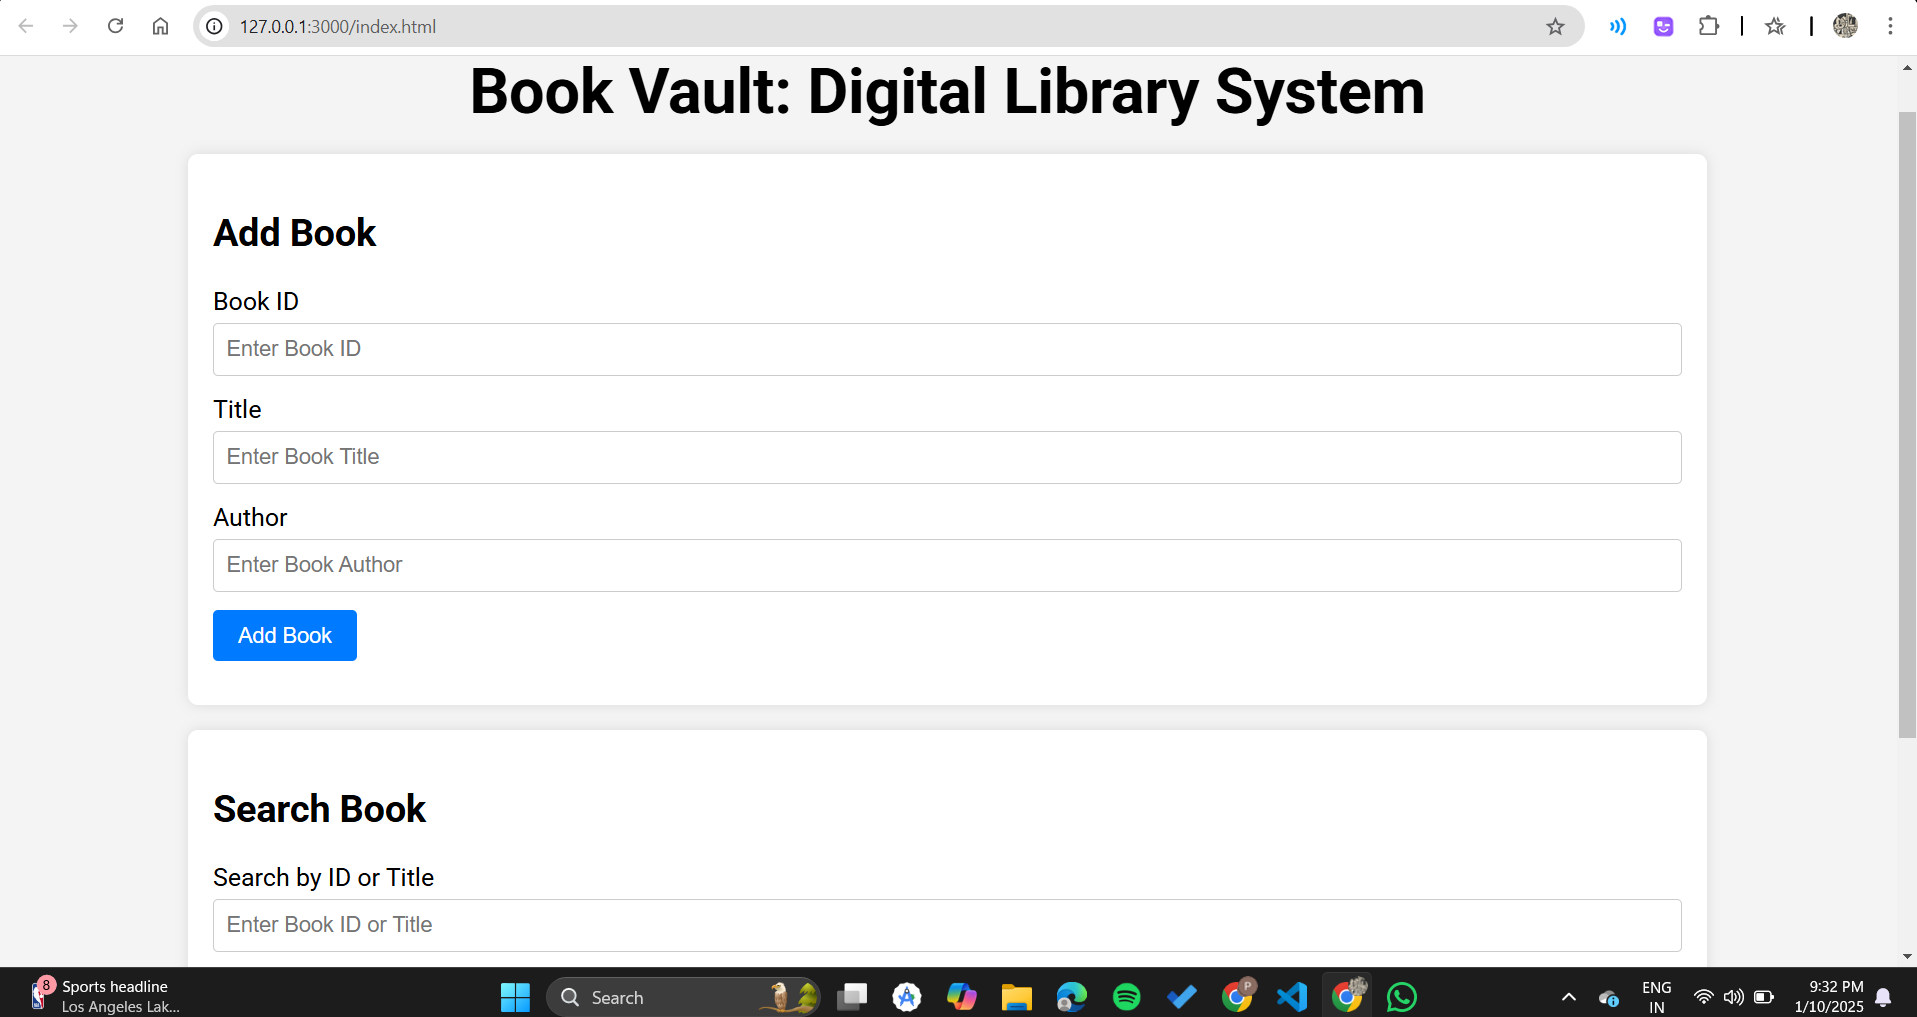 127.0.0.1:3000/index.html
Book Vault: Digital Library System
Add Book
Book ID
Enter Book ID
Title
Enter Book Title
Author
Enter Book Author
Add Book
Search Book
Search by ID or Title
Enter Book ID or Title
8
Sports headline
Los Angeles Lak...
Search
P
ENG
IN
9:32 PM
1/10/2025